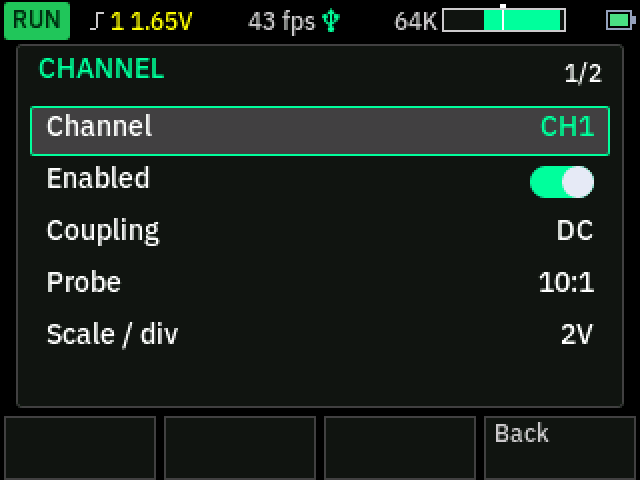 RUN 1 1.65V 43 fps 64K
CHANNEL 1/2
Channel CH1
Enabled
Coupling DC
Probe 10:1
Scale / div 2V
Back